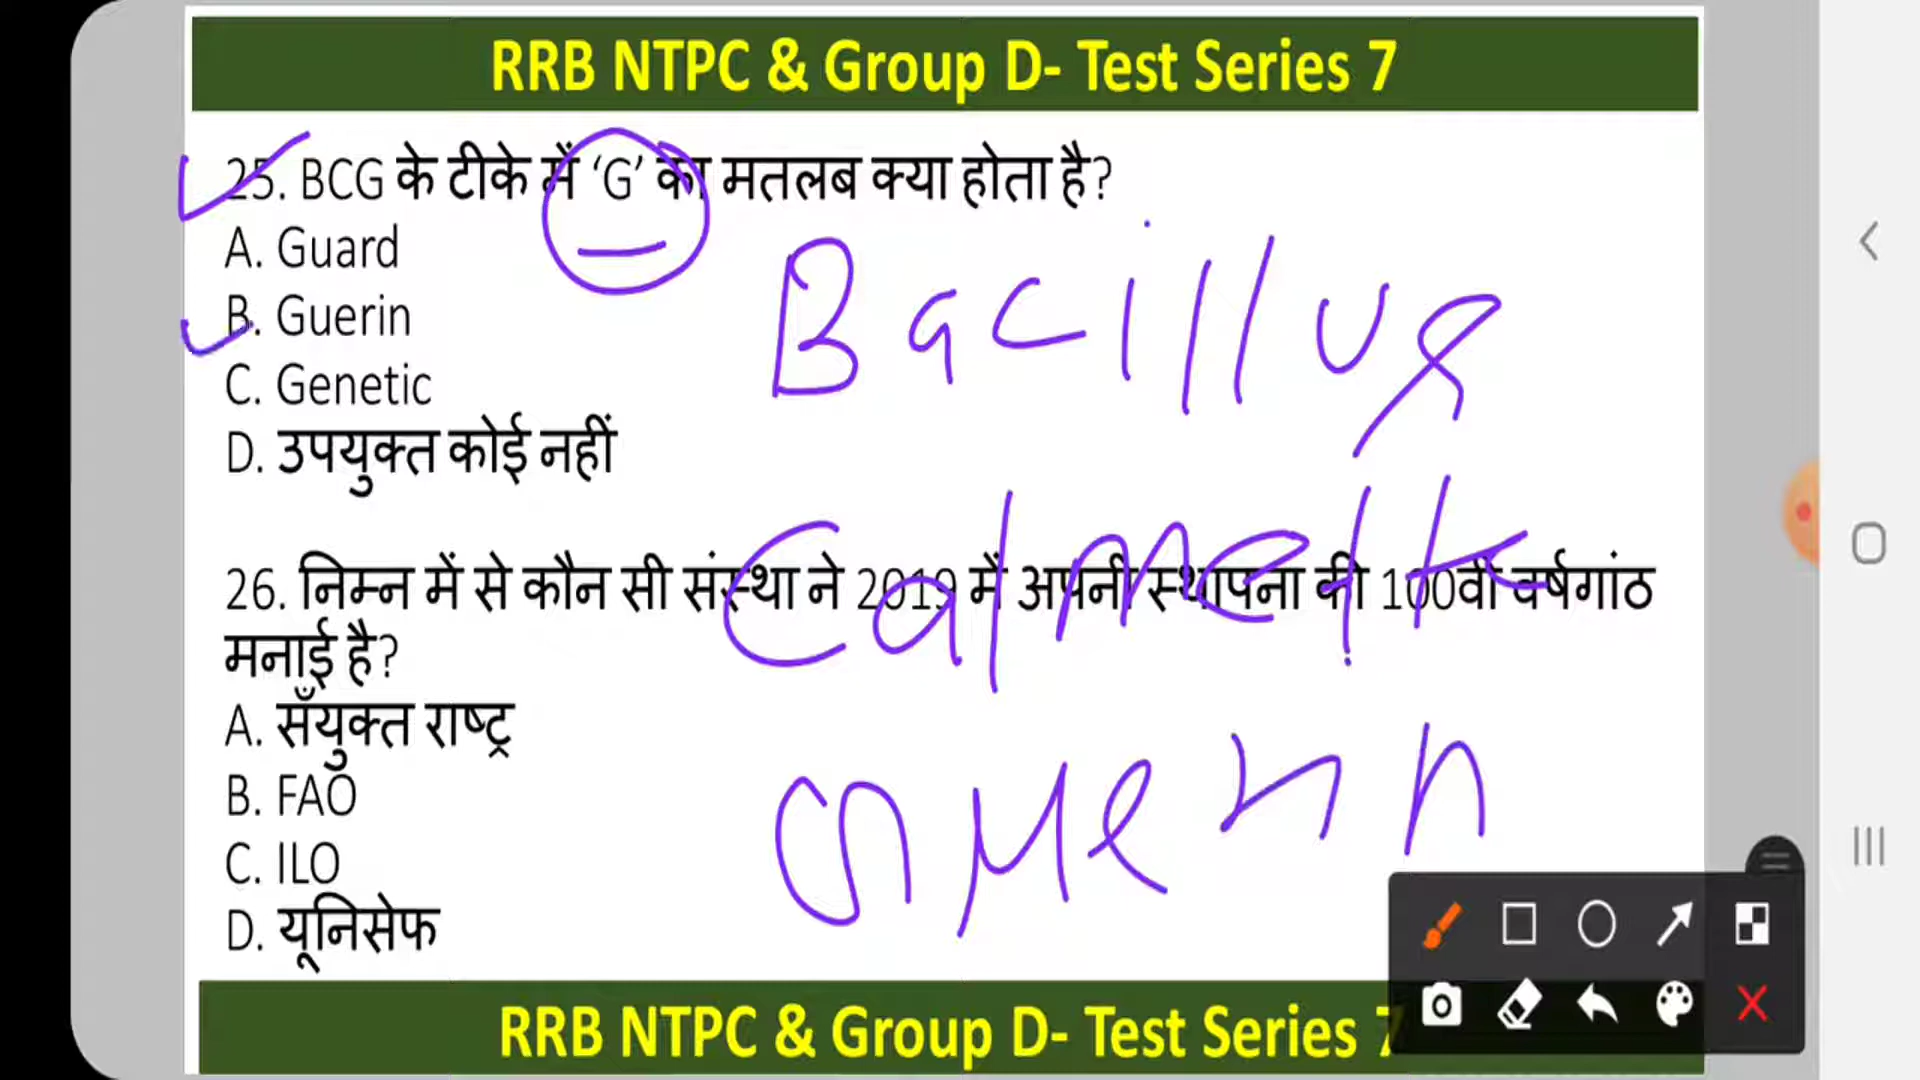 RRB NTPC & Group D- Test Series 7
25. BCG के टीके में ‘G’ का मतलब क्या होता है?
A. Guard
B. Guerin
C. Genetic
D. उपयुक्त कोई नहीं
Bacillus
26. निम्न में से कौन सी संस्था ने 2019 में अपनी स्थापना की 100वीं वर्षगांठ
मनाई है?
Calmette
A. सँयुक्त राष्ट्र
B. FAO
C. ILO
D. यूनिसेफ
RRB NTPC & Group D- Test Series 7